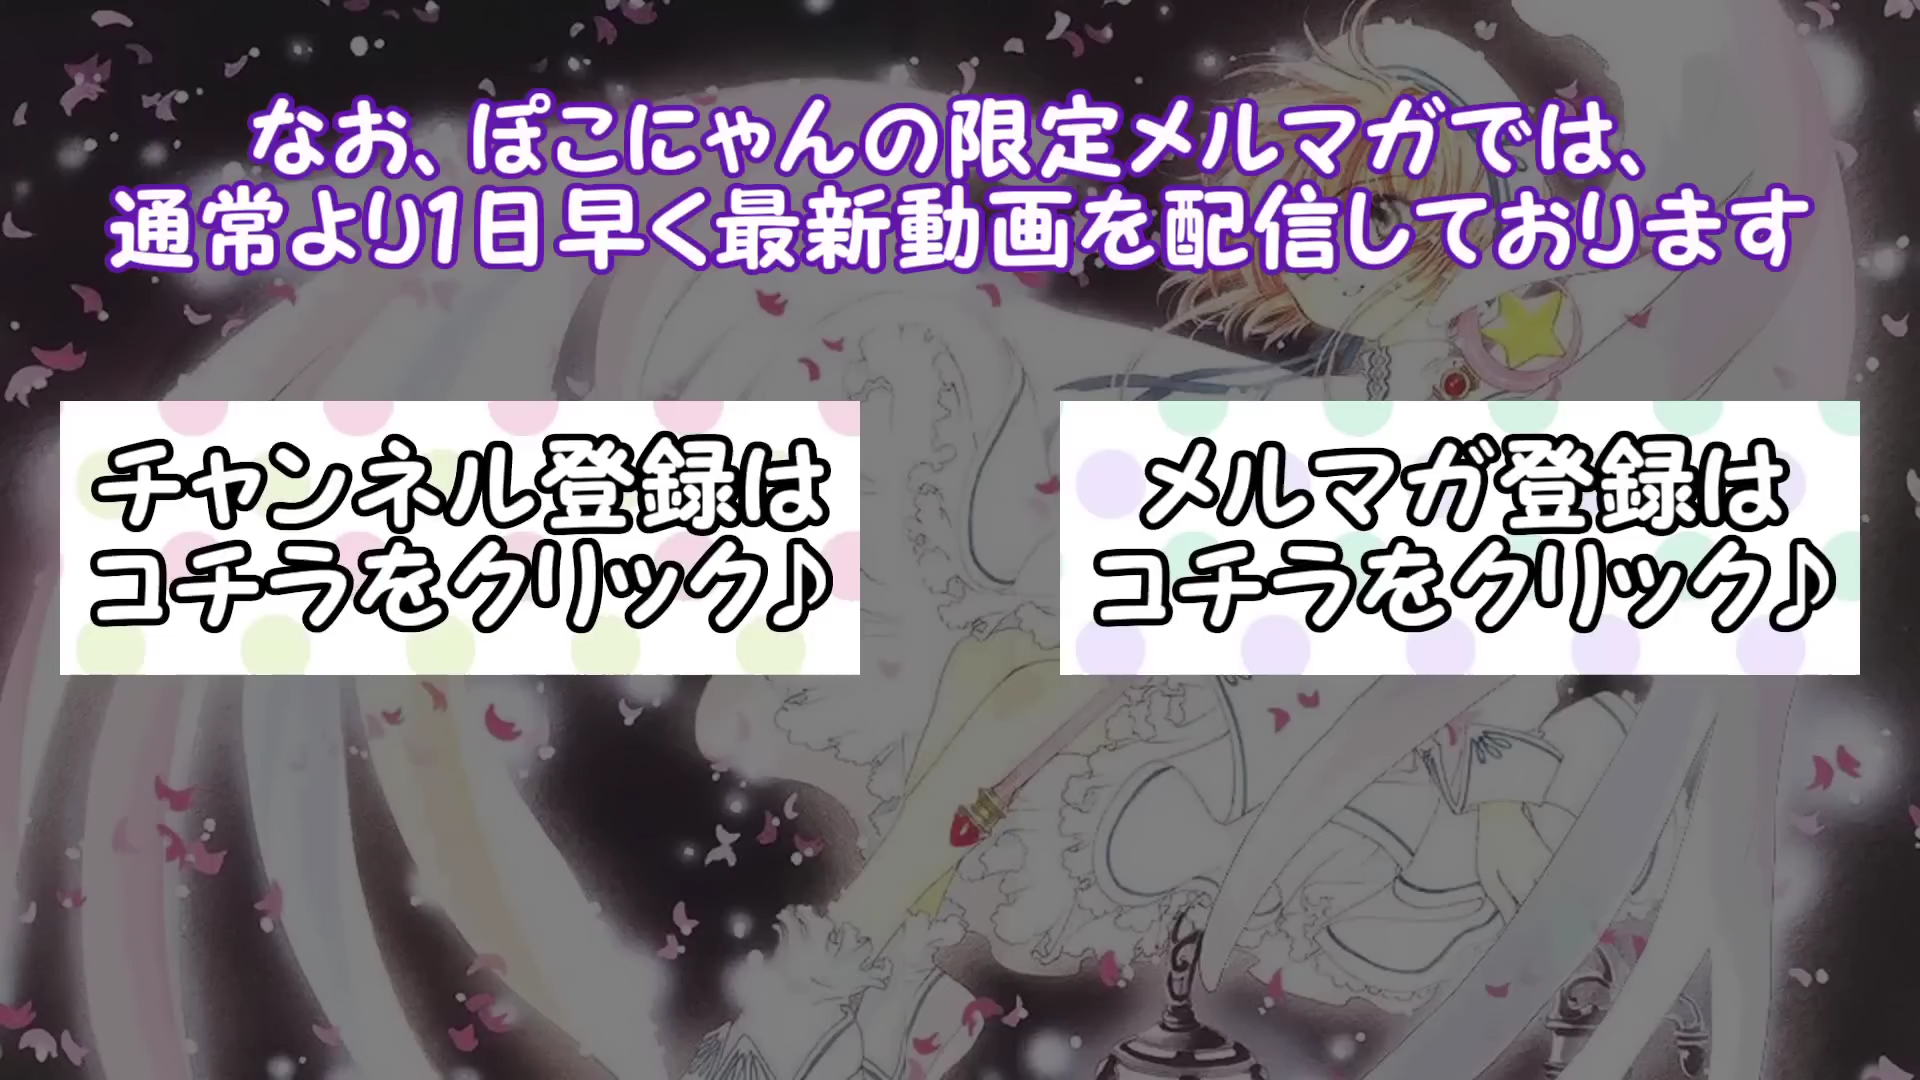 なお、ぽこにゃんの限定メルマガでは、
通常より1日早く最新動画を配信しております
チャンネル登録は
コチラをクリック♪
メルマガ登録は
コチラをクリック♪